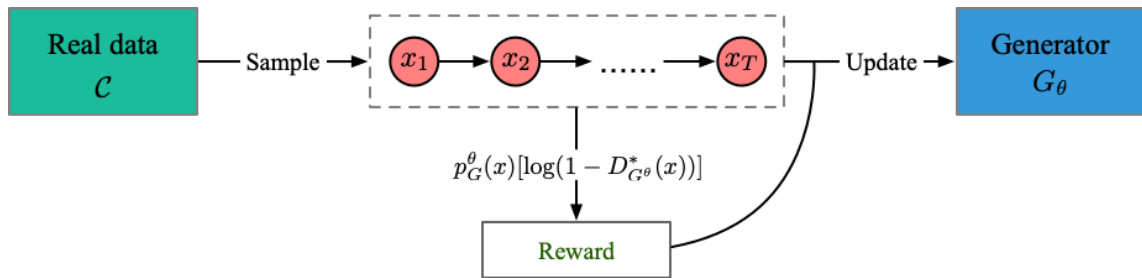 Real data
𝒞
Sample
x₁ x₂ ...... x_T
Update
Generator
G_θ
p_G^θ(x)[log(1 − D*_{G^θ}(x))]
Reward